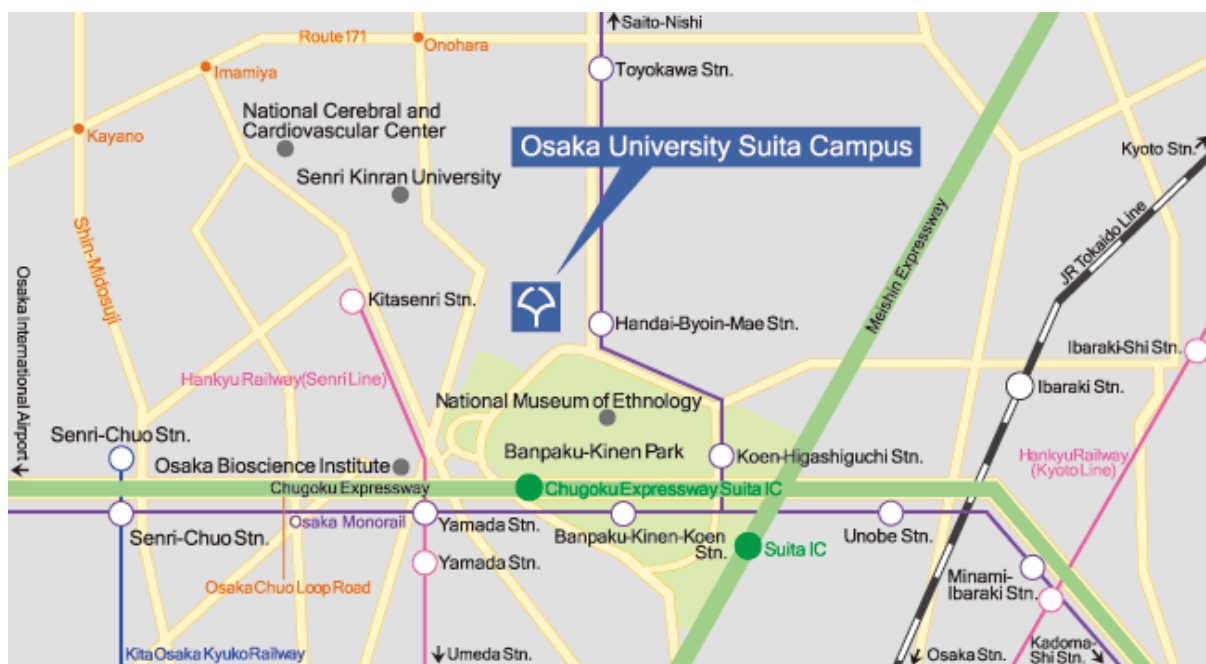 Saito-Nishi
Route 171
Onohara
Imamiya
Toyokawa Stn.
National Cerebral and
Cardiovascular Center
Kayano
Osaka University Suita Campus
Kyoto Stn.
Senri Kinran University
JR Tokaido Line
Shin-Midosuji
Meishin Expressway
Osaka International Airport
Kitasenri Stn.
Handai-Byoin-Mae Stn.
Ibaraki-Shi Stn.
Hankyu Railway(Senri Line)
Ibaraki Stn.
National Museum of Ethnology
Senri-Chuo Stn.
Banpaku-Kinen Park
Koen-Higashiguchi Stn.
Hankyu Railway
(Kyoto Line)
Osaka Bioscience Institute
Chugoku Expressway
Chugoku Expressway Suita IC
Osaka Monorail
Yamada Stn.
Senri-Chuo Stn.
Banpaku-Kinen-Koen
Stn.
Unobe Stn.
Suita IC
Yamada Stn.
Minami-
Ibaraki Stn.
Osaka Chuo Loop Road
Kita Osaka Kyuko Railway
Umeda Stn.
Osaka Stn.
Kadoma-
Shi Stn.